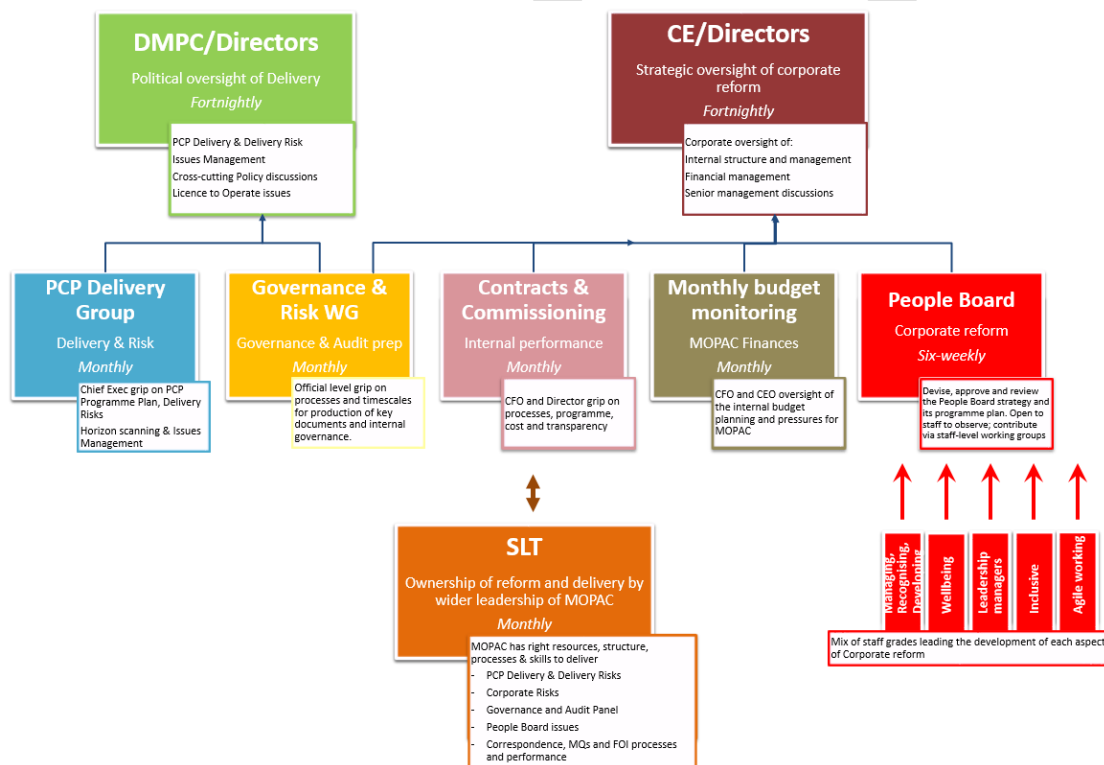 DMPC/Directors
Political oversight of Delivery
Fortnightly
PCP Delivery & Delivery Risk
Issues Management
Cross-cutting Policy discussions
Licence to Operate issues
CE/Directors
Strategic oversight of corporate
reform
Fortnightly
Corporate oversight of:
Internal structure and management
Financial management
Senior management discussions
PCP Delivery
Group
Delivery & Risk
Monthly
Chief Exec grip on PCP
Programme Plan, Delivery
Risks
Horizon scanning & Issues
Management
Governance &
Risk WG
Governance & Audit prep
Monthly
Official level grip on
processes and timescales
for production of key
documents and internal
governance.
Contracts &
Commissioning
Internal performance
Monthly
CFO and Director grip on
processes, programme,
cost and transparency
Monthly budget
monitoring
MOPAC Finances
Monthly
CFO and CEO oversight of
the internal budget
planning and pressures for
MOPAC
People Board
Corporate reform
Six-weekly
Devise, approve and review
the People Board strategy and
its programme plan. Open to
staff to observe; contribute
via staff-level working groups
SLT
Ownership of reform and delivery by
wider leadership of MOPAC
Monthly
MOPAC has right resources, structure,
processes & skills to deliver
- PCP Delivery & Delivery Risks
- Corporate Risks
- Governance and Audit Panel
- People Board issues
- Correspondence, MQs and FOI processes
and performance
Managing,
Recognising,
Developing
Wellbeing
Leadership
managers
Inclusive
Agile working
Mix of staff grades leading the development of each aspect
of Corporate reform